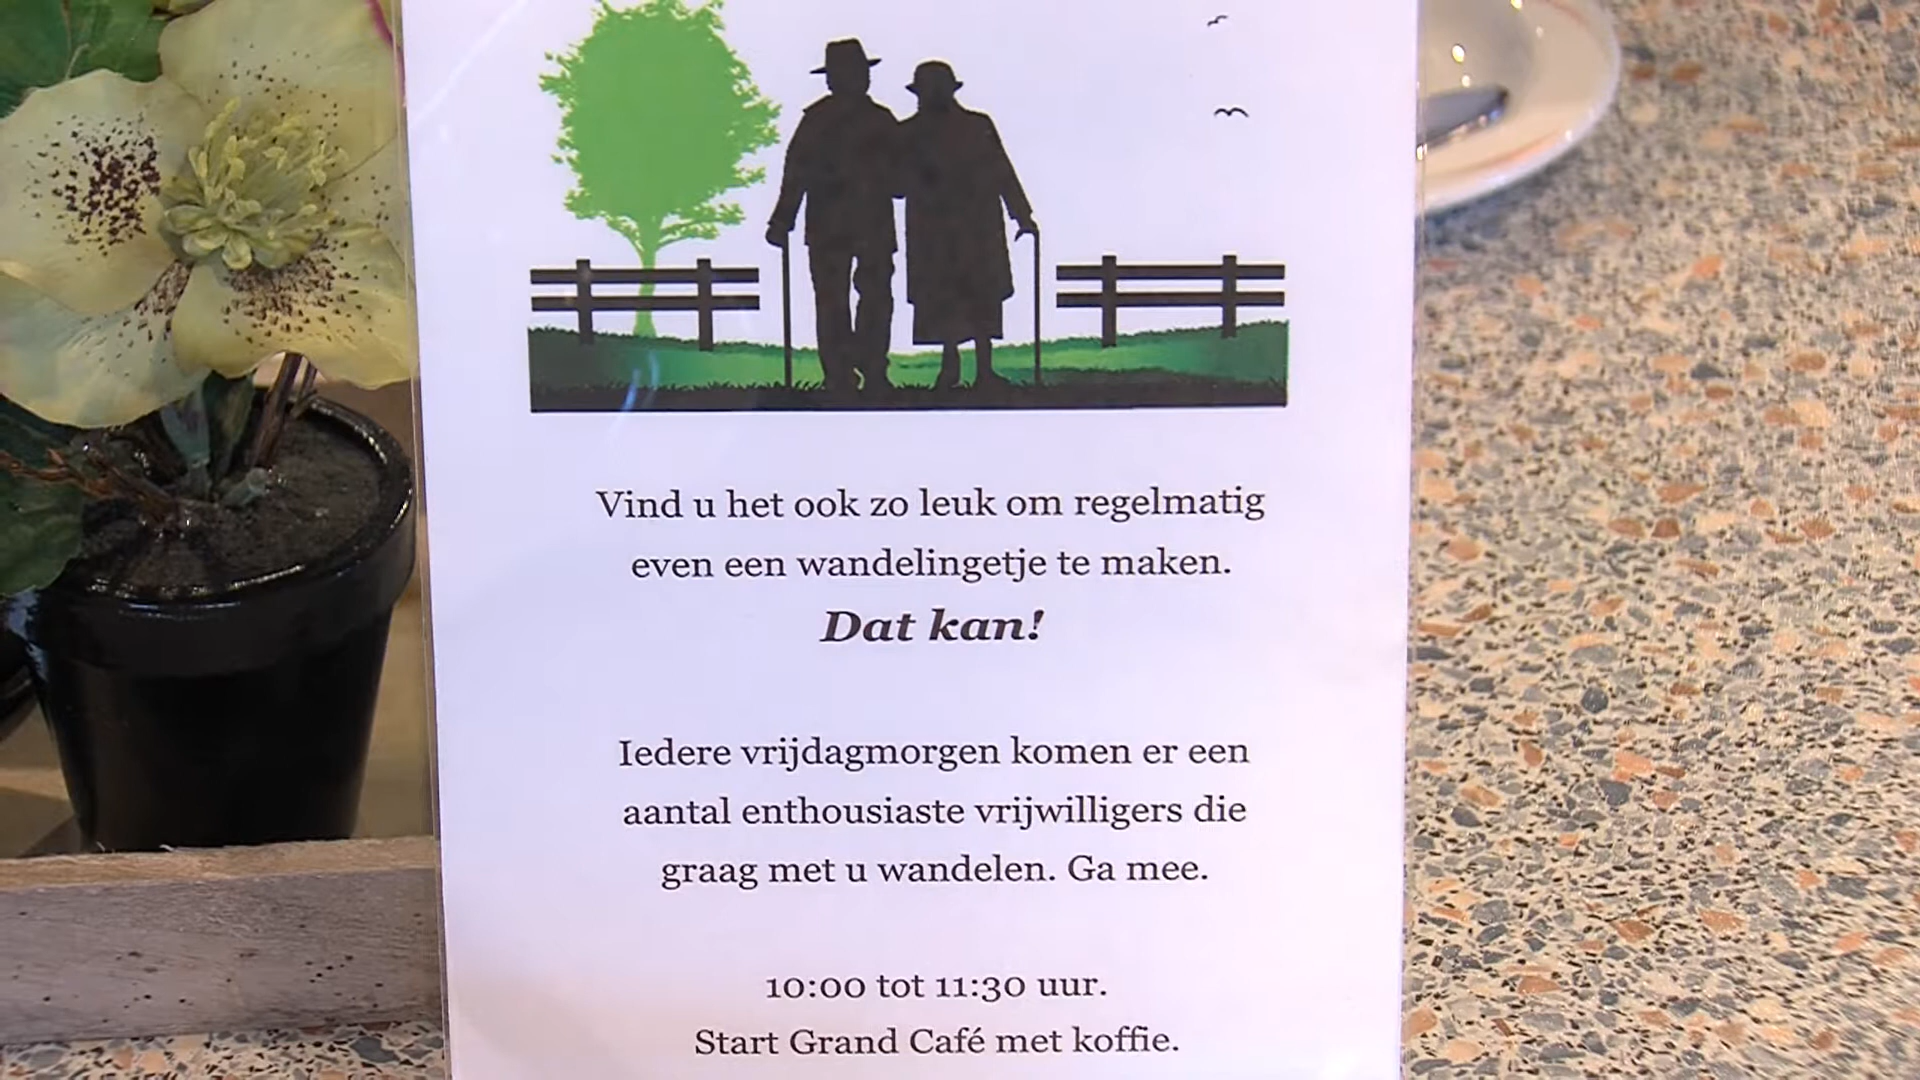 Vind u het ook zo leuk om regelmatig
even een wandelingetje te maken.
Dat kan!
Iedere vrijdagmorgen komen er een
aantal enthousiaste vrijwilligers die
graag met u wandelen. Ga mee.
10:00 tot 11:30 uur.
Start Grand Café met koffie.